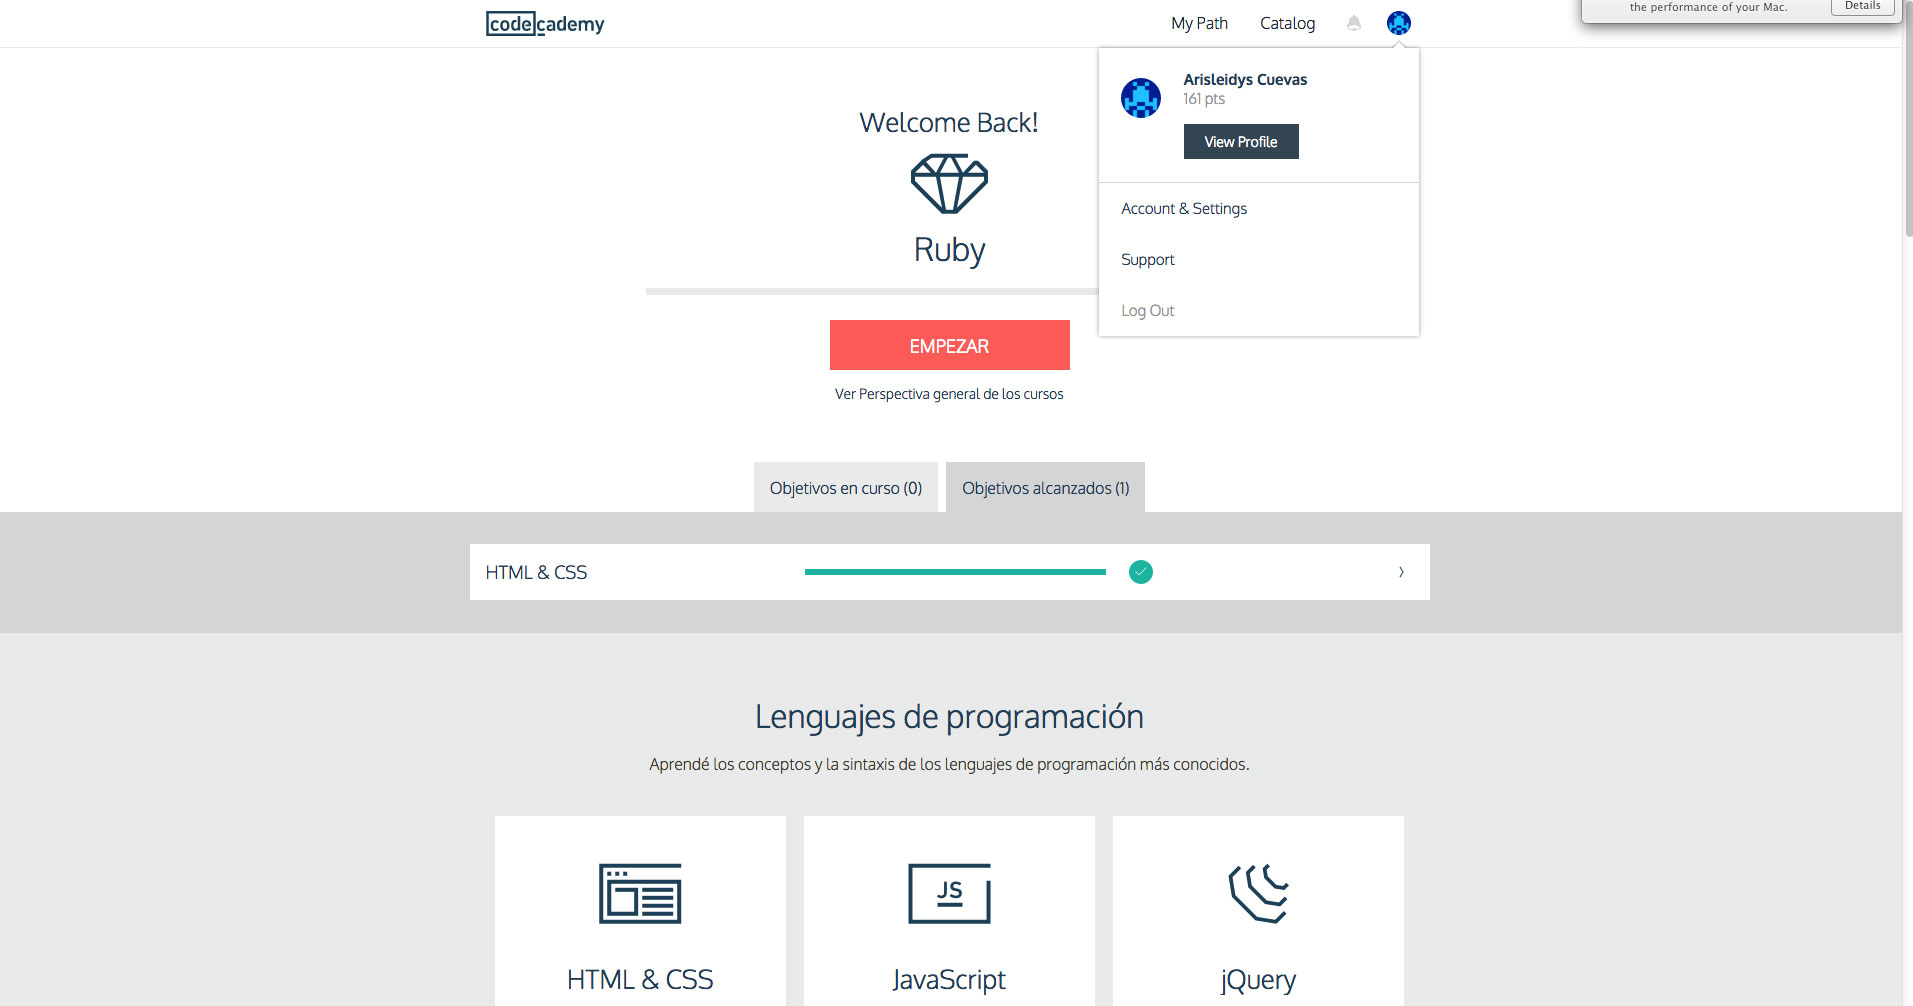 codecademy
My Path
Catalog
the performance of your Mac.
Details
Arisleidys Cuevas
161 pts
View Profile
Account & Settings
Support
Log Out
Welcome Back!
Ruby
EMPEZAR
Ver Perspectiva general de los cursos
Objetivos en curso (0)
Objetivos alcanzados (1)
HTML & CSS
Lenguajes de programación
Aprendé los conceptos y la sintaxis de los lenguajes de programación más conocidos.
JS
HTML & CSS
JavaScript
jQuery